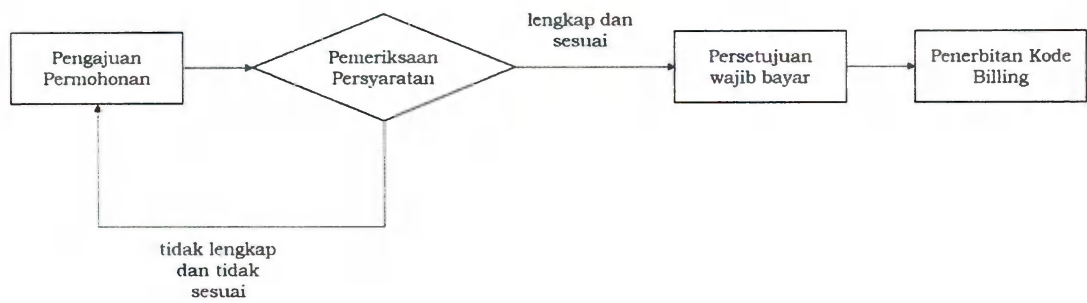 Pengajuan
Permohonan
Pemeriksaan
Persyaratan
lengkap dan
sesuai
Persetujuan
wajib bayar
Penerbitan Kode
Billing
tidak lengkap
dan tidak
sesuai